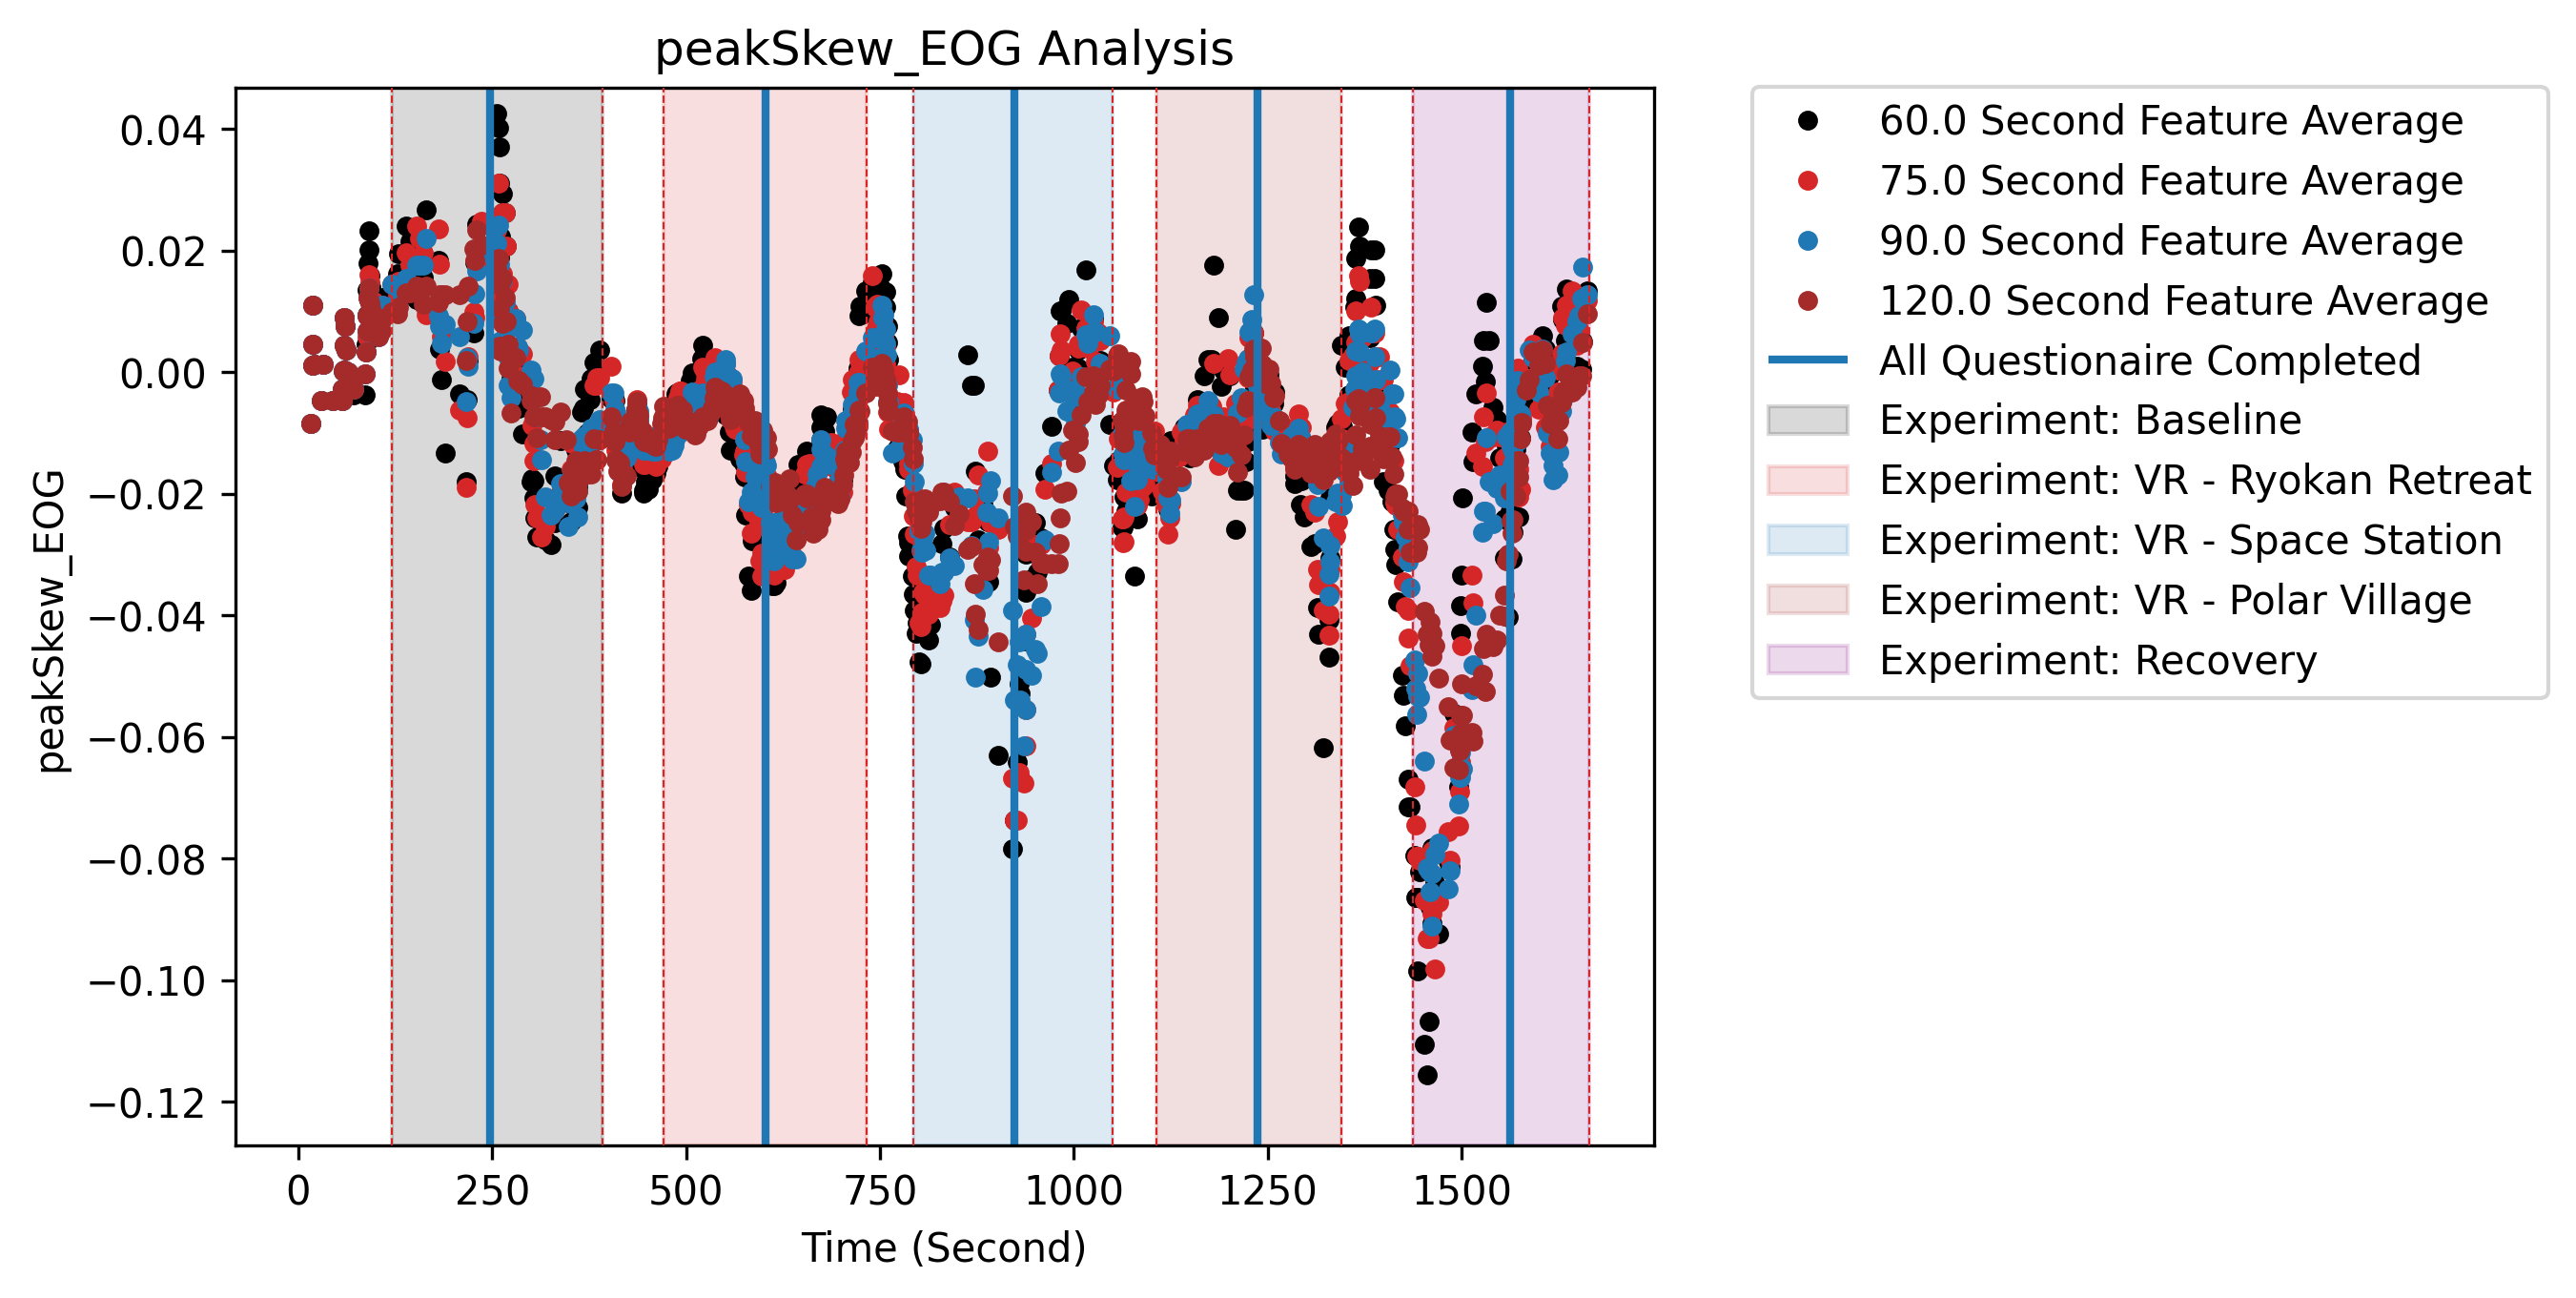 peakSkew_EOG Analysis
0.04
0.02
0.00
−0.02
−0.04
−0.06
−0.08
−0.10
−0.12
peakSkew_EOG
0 250 500 750 1000 1250 1500
Time (Second)
60.0 Second Feature Average
75.0 Second Feature Average
90.0 Second Feature Average
120.0 Second Feature Average
All Questionaire Completed
Experiment: Baseline
Experiment: VR - Ryokan Retreat
Experiment: VR - Space Station
Experiment: VR - Polar Village
Experiment: Recovery